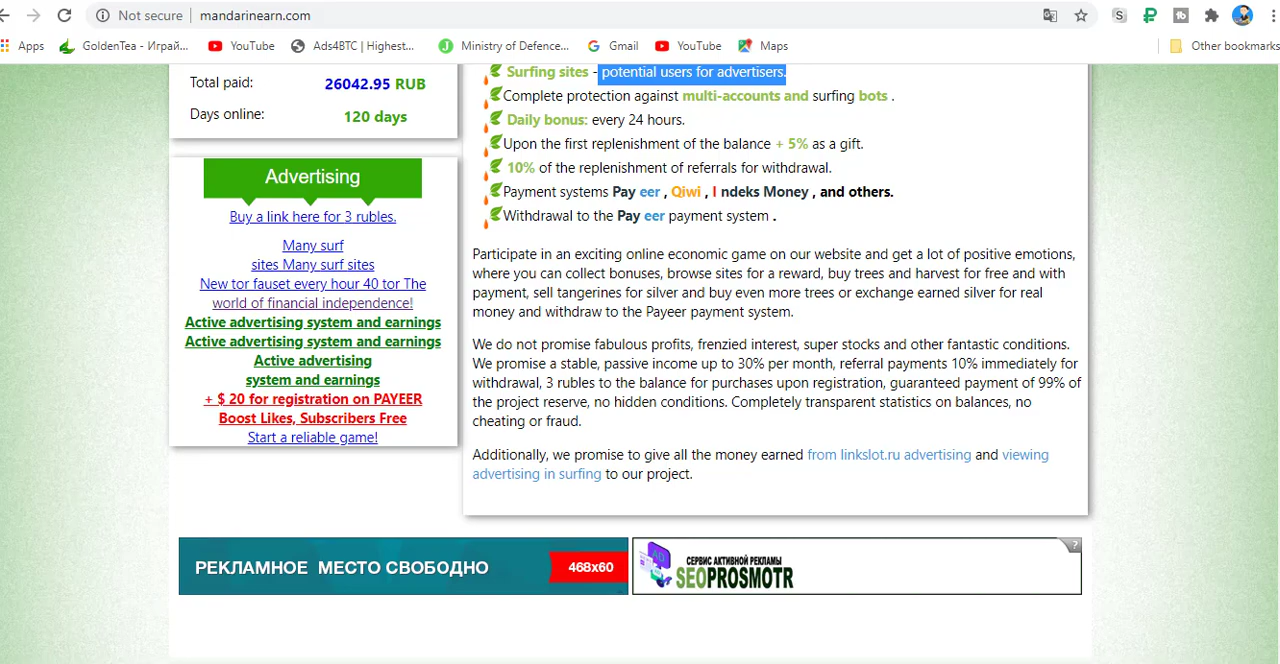 Not secure
mandarinearn.com
Apps
GoldenTea - Играй...
YouTube
Ads4BTC | Highest...
Ministry of Defence...
Gmail
YouTube
Maps
Other bookmarks
Total paid:
26042.95 RUB
Days online:
120 days
Advertising
Buy a link here for 3 rubles.
Many surf
sites Many surf sites
New tor fauset every hour 40 tor The
world of financial independence!
Active advertising system and earnings
Active advertising system and earnings
Active advertising
system and earnings
+ $ 20 for registration on PAYEER
Boost Likes, Subscribers Free
Start a reliable game!
Surfing sites - potential users for advertisers.
Complete protection against multi-accounts and surfing bots .
Daily bonus: every 24 hours.
Upon the first replenishment of the balance + 5% as a gift.
10% of the replenishment of referrals for withdrawal.
Payment systems Pay eer , Qiwi , I ndeks Money , and others.
Withdrawal to the Pay eer payment system .
Participate in an exciting online economic game on our website and get a lot of positive emotions,
where you can collect bonuses, browse sites for a reward, buy trees and harvest for free and with
payment, sell tangerines for silver and buy even more trees or exchange earned silver for real
money and withdraw to the Payeer payment system.
We do not promise fabulous profits, frenzied interest, super stocks and other fantastic conditions.
We promise a stable, passive income up to 30% per month, referral payments 10% immediately for
withdrawal, 3 rubles to the balance for purchases upon registration, guaranteed payment of 99% of
the project reserve, no hidden conditions. Completely transparent statistics on balances, no
cheating or fraud.
Additionally, we promise to give all the money earned from linkslot.ru advertising and viewing
advertising in surfing to our project.
РЕКЛАМНОЕ МЕСТО СВОБОДНО
468x60
AD
СЕРВИС АКТИВНОЙ РЕКЛАМЫ
SEOPROSMOTR
?